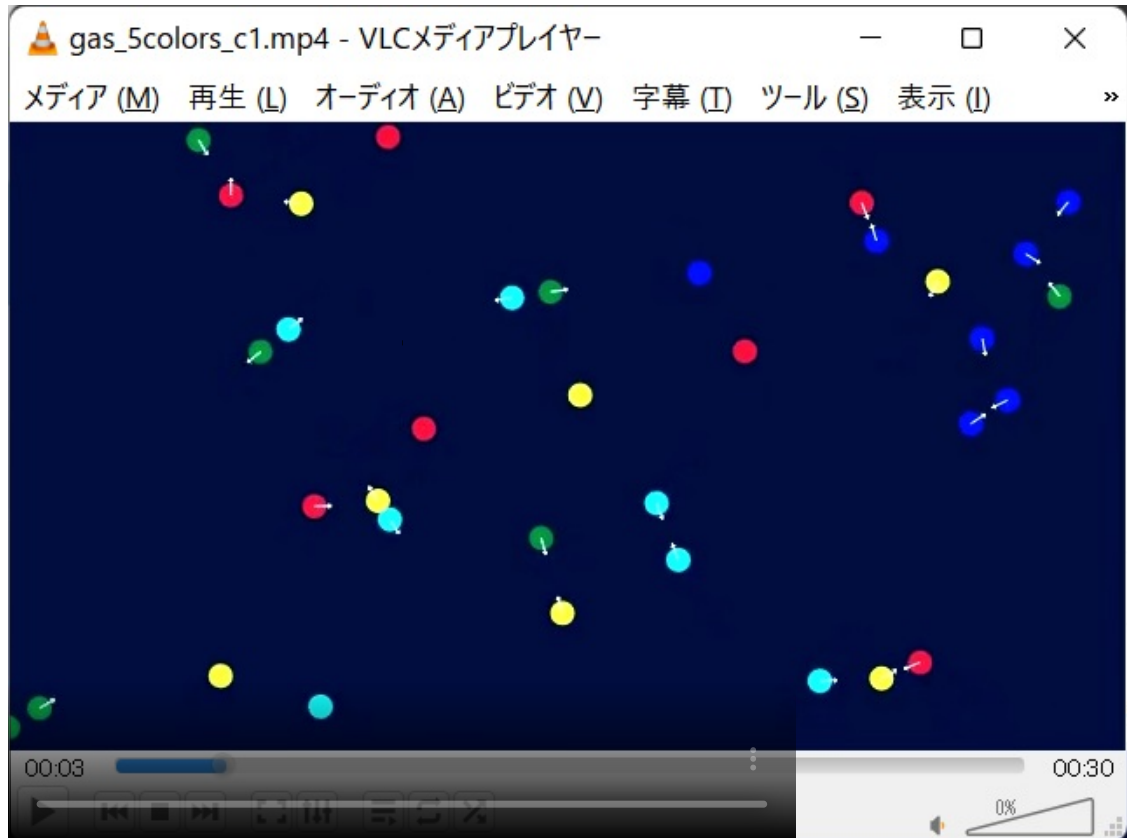 gas_5colors_c1.mp4 - VLCメディアプレイヤー
メディア (M) 再生 (L) オーディオ (A) ビデオ (V) 字幕 (T) ツール (S) 表示 (I) »
00:03 00:30
0%